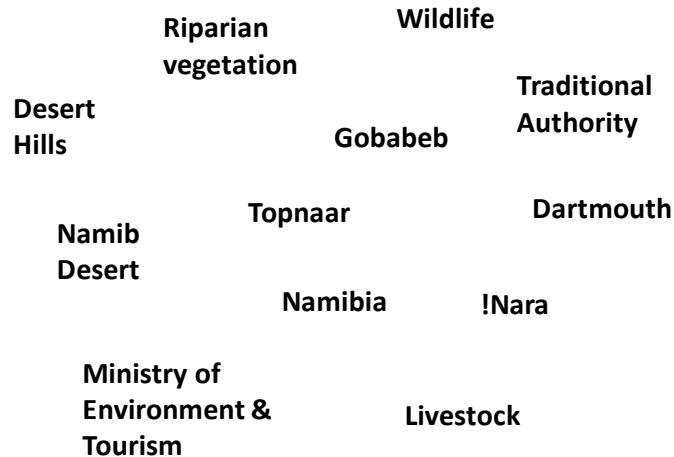 Wildlife
Riparian
vegetation
Traditional
Authority
Desert
Hills
Gobabeb
Topnaar
Dartmouth
Namib
Desert
Namibia
!Nara
Ministry of
Environment &
Tourism
Livestock